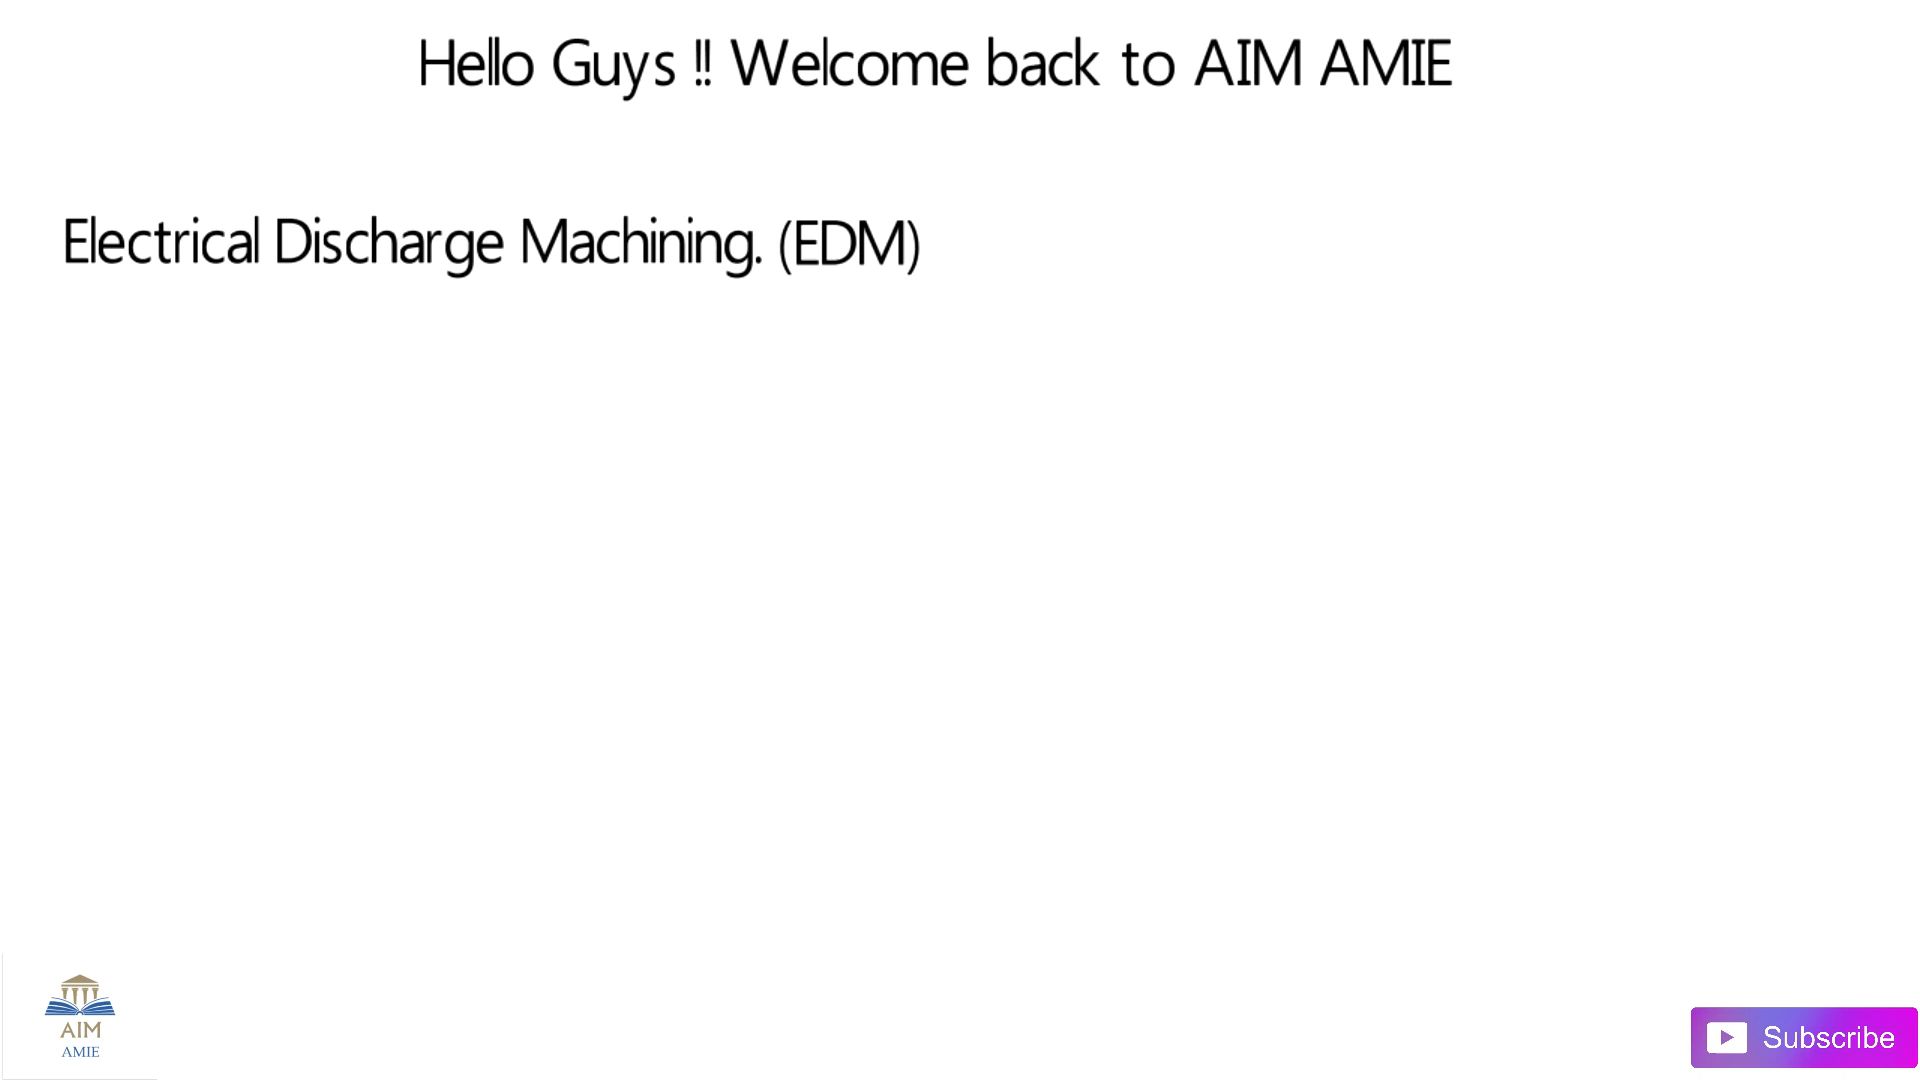 Hello Guys !! Welcome back to AIM AMIE
Electrical Discharge Machining. (EDM)
AIM
AMIE
Subscribe